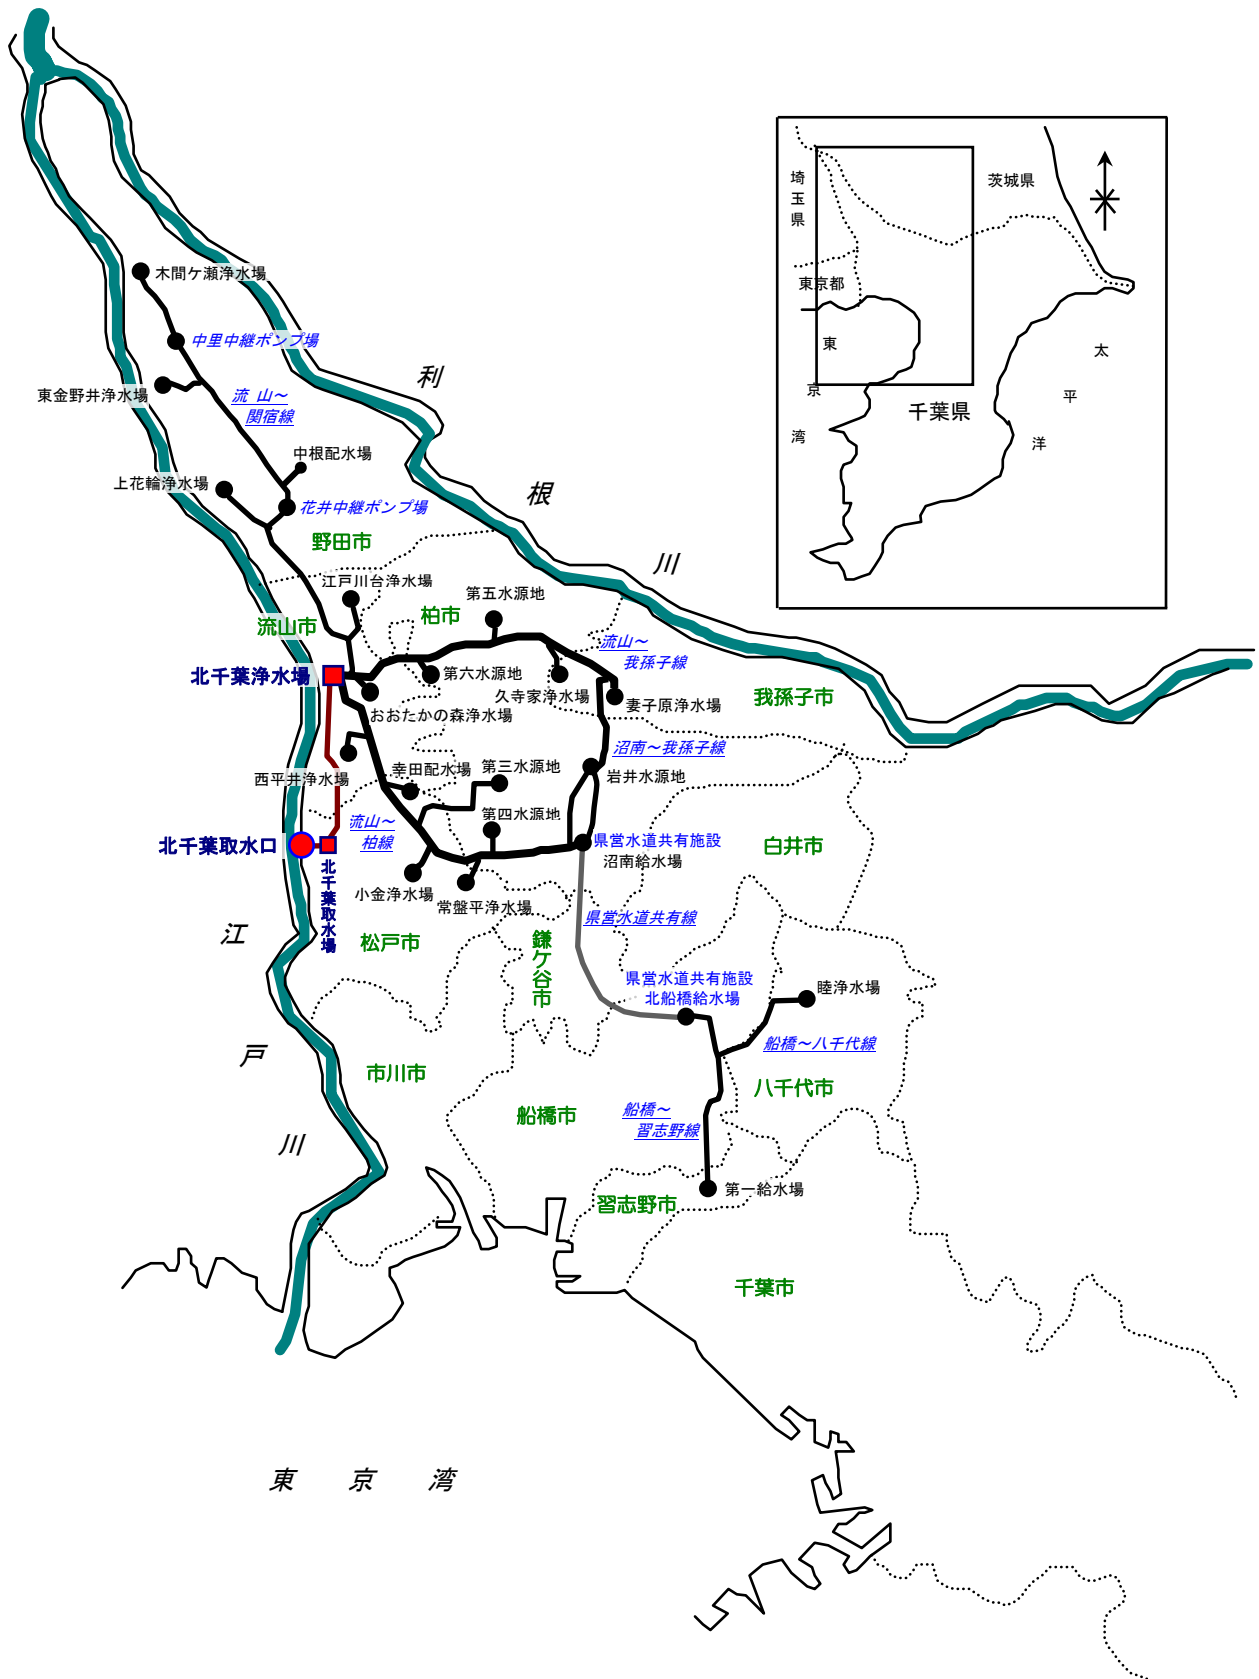 埼玉県
茨城県
東京都
東京湾
千葉県
太平洋
木間ケ瀬浄水場
中里中継ポンプ場
東金野井浄水場
流 山～
関宿線
利根川
中根配水場
上花輪浄水場
花井中継ポンプ場
野田市
江戸川台浄水場
第五水源地
柏市
流山市
流山～
我孫子線
北千葉浄水場
第六水源地
久寺家浄水場
妻子原浄水場
我孫子市
おおたかの森浄水場
沼南～我孫子線
西平井浄水場
幸田配水場
第三水源地
岩井水源地
流山～
柏線
第四水源地
北千葉取水口
北千葉取水場
県営水道共有施設
沼南給水場
白井市
小金浄水場
常盤平浄水場
県営水道共有線
江戸川
松戸市
鎌ケ谷市
県営水道共有施設
北船橋給水場
睦浄水場
船橋～八千代線
市川市
船橋市
船橋～
習志野線
八千代市
第一給水場
習志野市
千葉市
東京湾